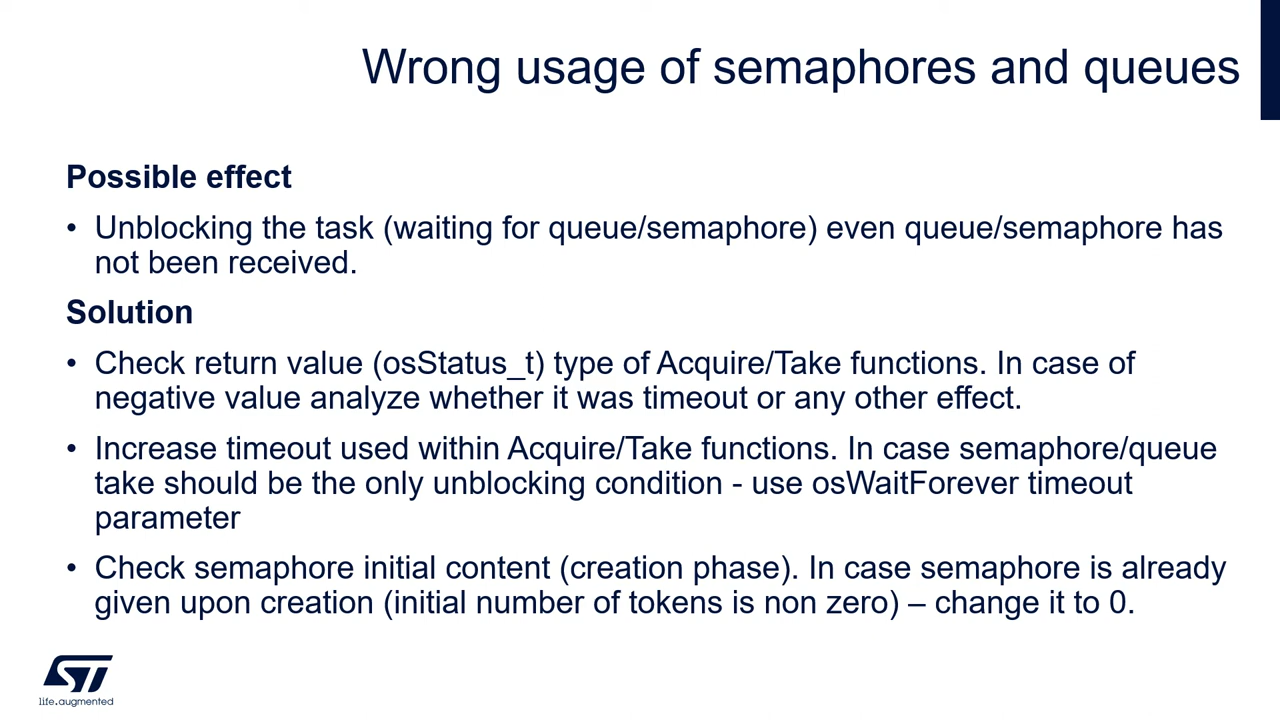 Wrong usage of semaphores and queues
Possible effect
• Unblocking the task (waiting for queue/semaphore) even queue/semaphore has
not been received.
Solution
• Check return value (osStatus_t) type of Acquire/Take functions. In case of
negative value analyze whether it was timeout or any other effect.
• Increase timeout used within Acquire/Take functions. In case semaphore/queue
take should be the only unblocking condition - use osWaitForever timeout
parameter
• Check semaphore initial content (creation phase). In case semaphore is already
given upon creation (initial number of tokens is non zero) – change it to 0.
ST
life.augmented